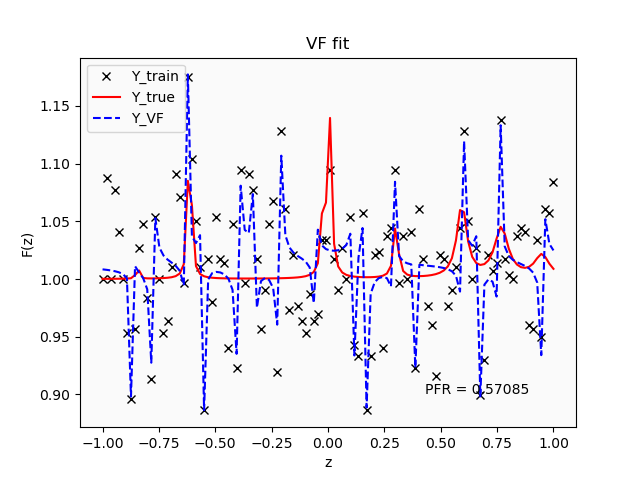 VF fit
Y_train
Y_true
Y_VF
F(z)
1.15
1.10
1.05
1.00
0.95
0.90
PFR = 0.57085
−1.00 −0.75 −0.50 −0.25 0.00 0.25 0.50 0.75 1.00
z